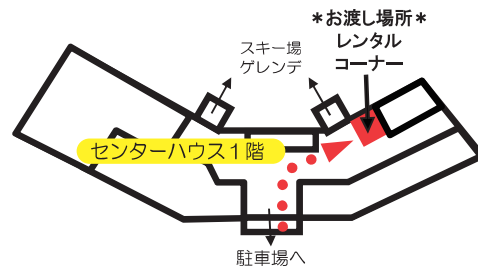 *お渡し場所*
レンタル
コーナー
スキー場
ゲレンデ
センターハウス1階
駐車場へ